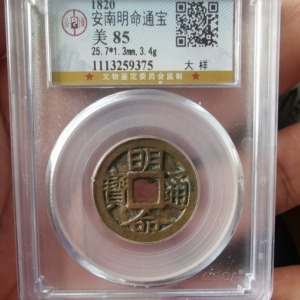 1820
安南明命通宝
美 85
25.7*1.3mm,3.4g
1113259375 大样
★ 文物鉴定委员会监制 ★
明命通寶
CBCA